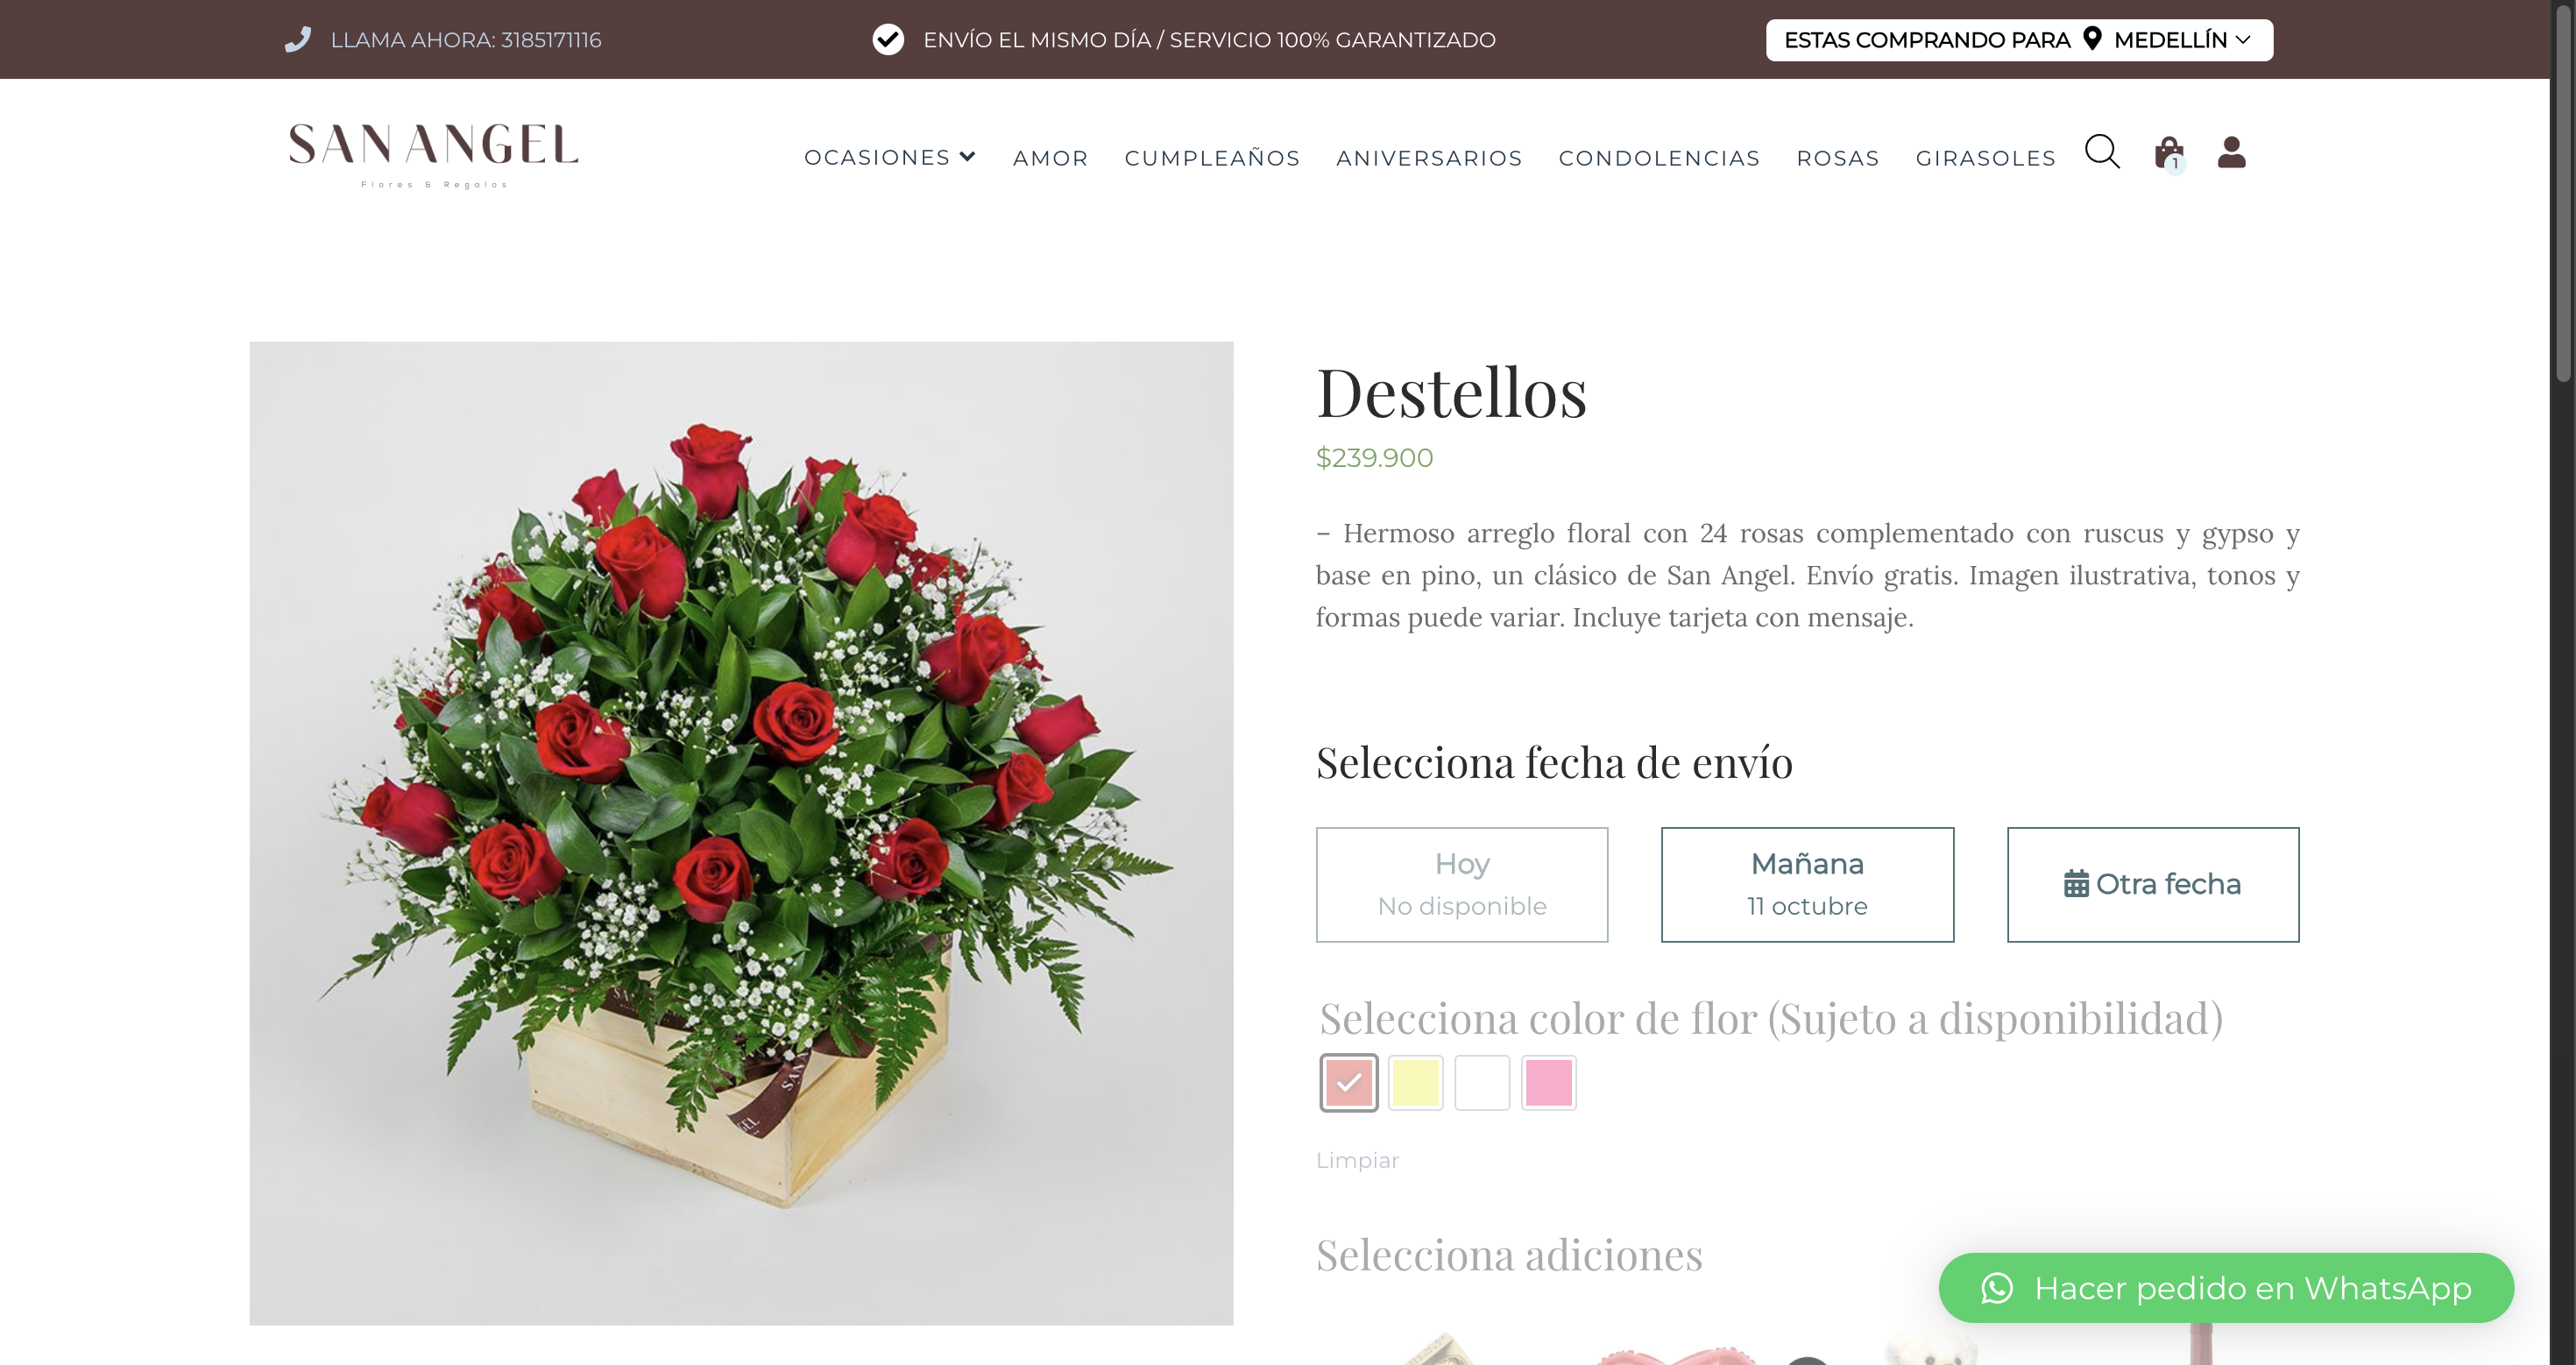 LLAMA AHORA: 3185171116
ENVÍO EL MISMO DÍA / SERVICIO 100% GARANTIZADO
ESTAS COMPRANDO PARA MEDELLÍN
SAN ANGEL
Flores & Regalos
OCASIONES
AMOR
CUMPLEAÑOS
ANIVERSARIOS
CONDOLENCIAS
ROSAS
GIRASOLES
1
Destellos
$239.900
– Hermoso arreglo floral con 24 rosas complementado con ruscus y gypso y
base en pino, un clásico de San Angel. Envío gratis. Imagen ilustrativa, tonos y
formas puede variar. Incluye tarjeta con mensaje.
Selecciona fecha de envío
Hoy
No disponible
Mañana
11 octubre
Otra fecha
Selecciona color de flor (Sujeto a disponibilidad)
Limpiar
Selecciona adiciones
Hacer pedido en WhatsApp
SAN